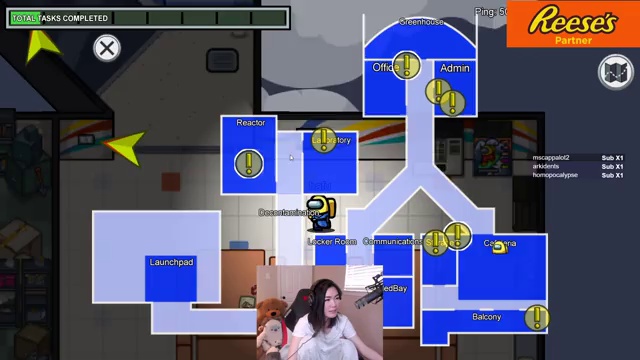 TOTAL TASKS COMPLETED
Greenhouse
Ping: 50
REESE'S
Partner
Office
Admin
Reactor
Laboratory
mscappalot2 Sub X1
arkidents Sub X1
homopocalypse Sub X1
Decontamination
Locker Room
Communications
Cafeteria
Launchpad
Balcony